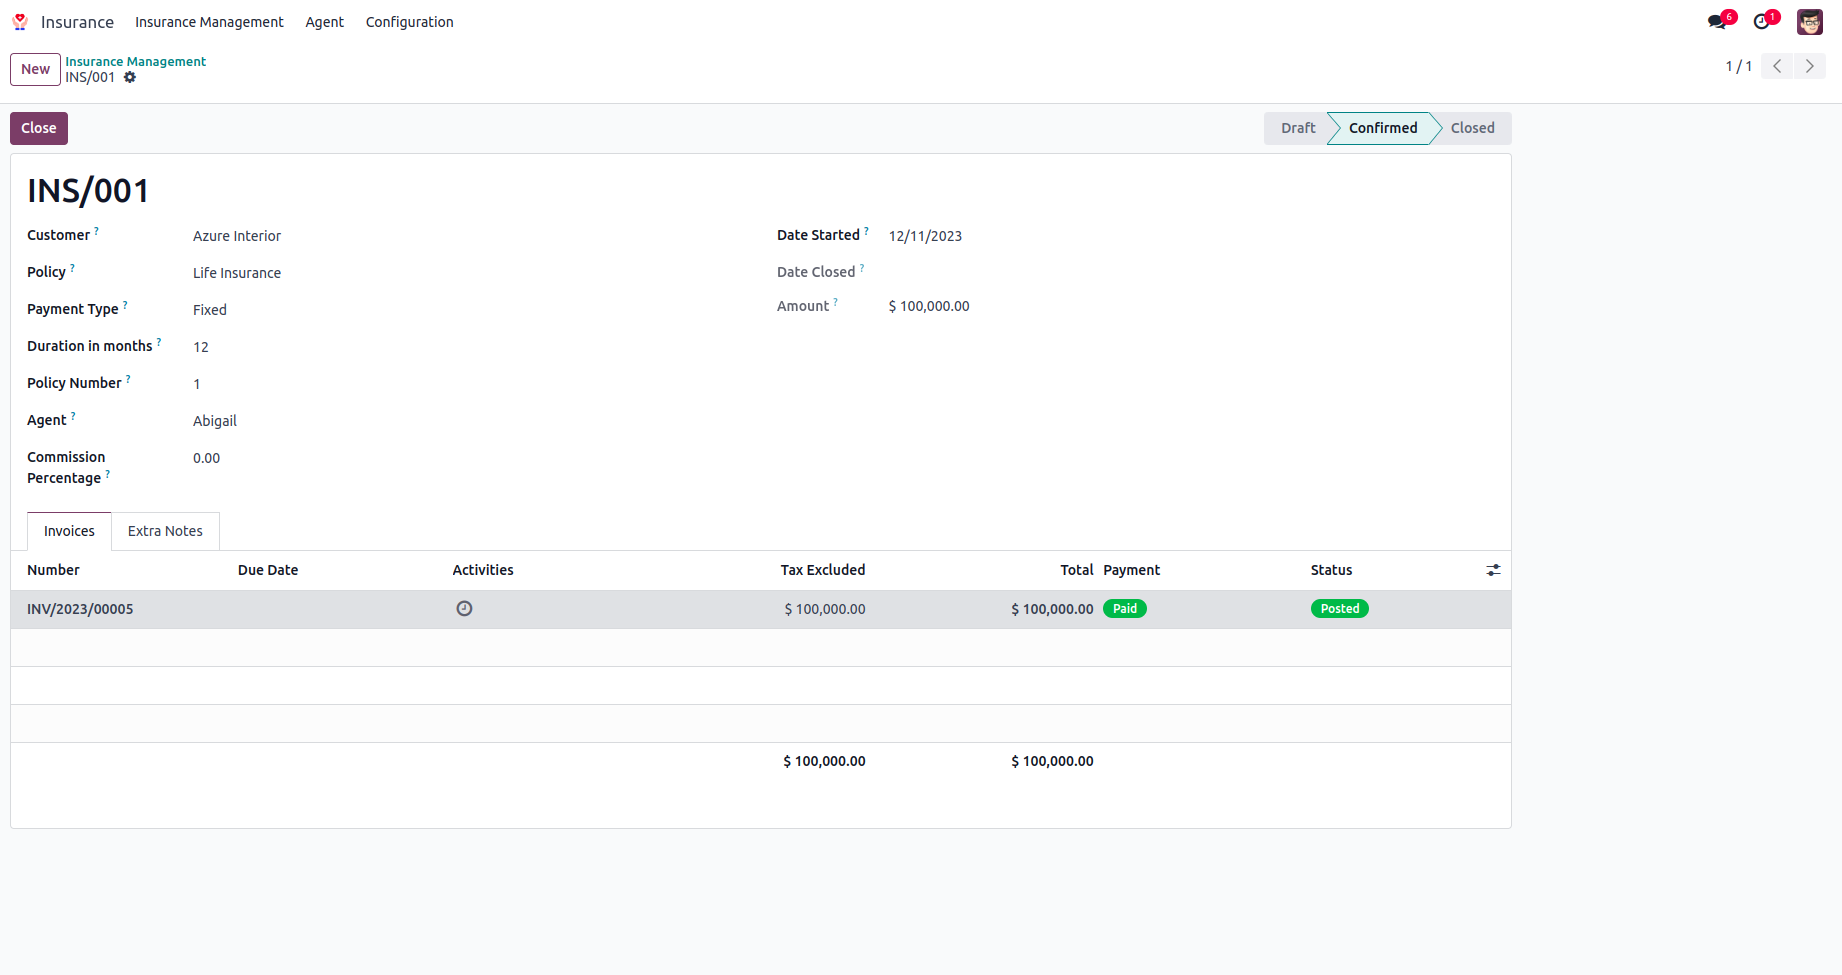 Insurance Insurance Management Agent Configuration 6 1
New Insurance Management
INS/001 1 / 1
Close Draft Confirmed Closed
INS/001
Customer ? Azure Interior Date Started ? 12/11/2023
Policy ? Life Insurance Date Closed ?
Payment Type ? Fixed Amount ? $ 100,000.00
Duration in months ? 12
Policy Number ? 1
Agent ? Abigail
Commission 0.00
Percentage ?
Invoices Extra Notes
Number Due Date Activities Tax Excluded Total Payment Status
INV/2023/00005 $ 100,000.00 $ 100,000.00 Paid Posted
$ 100,000.00 $ 100,000.00